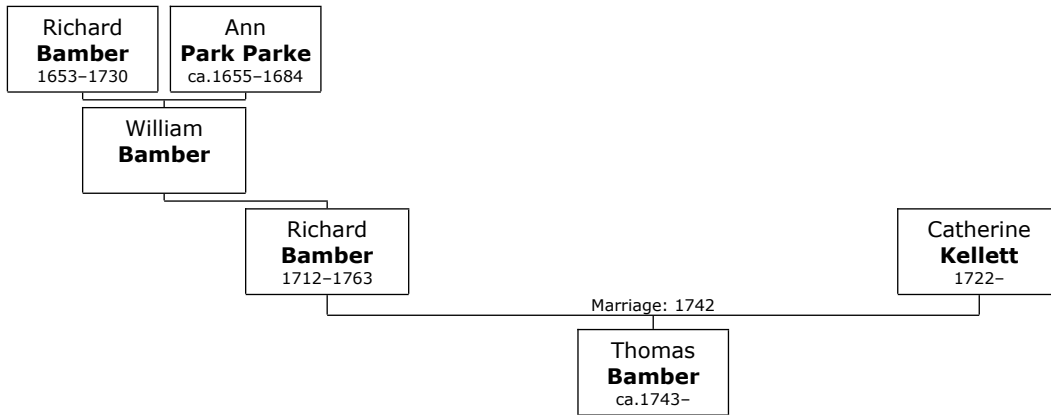 Richard
Bamber
1653–1730
Ann
Park Parke
ca.1655–1684
William
Bamber
Richard
Bamber
1712–1763
Catherine
Kellett
1722–
Marriage: 1742
Thomas
Bamber
ca.1743–